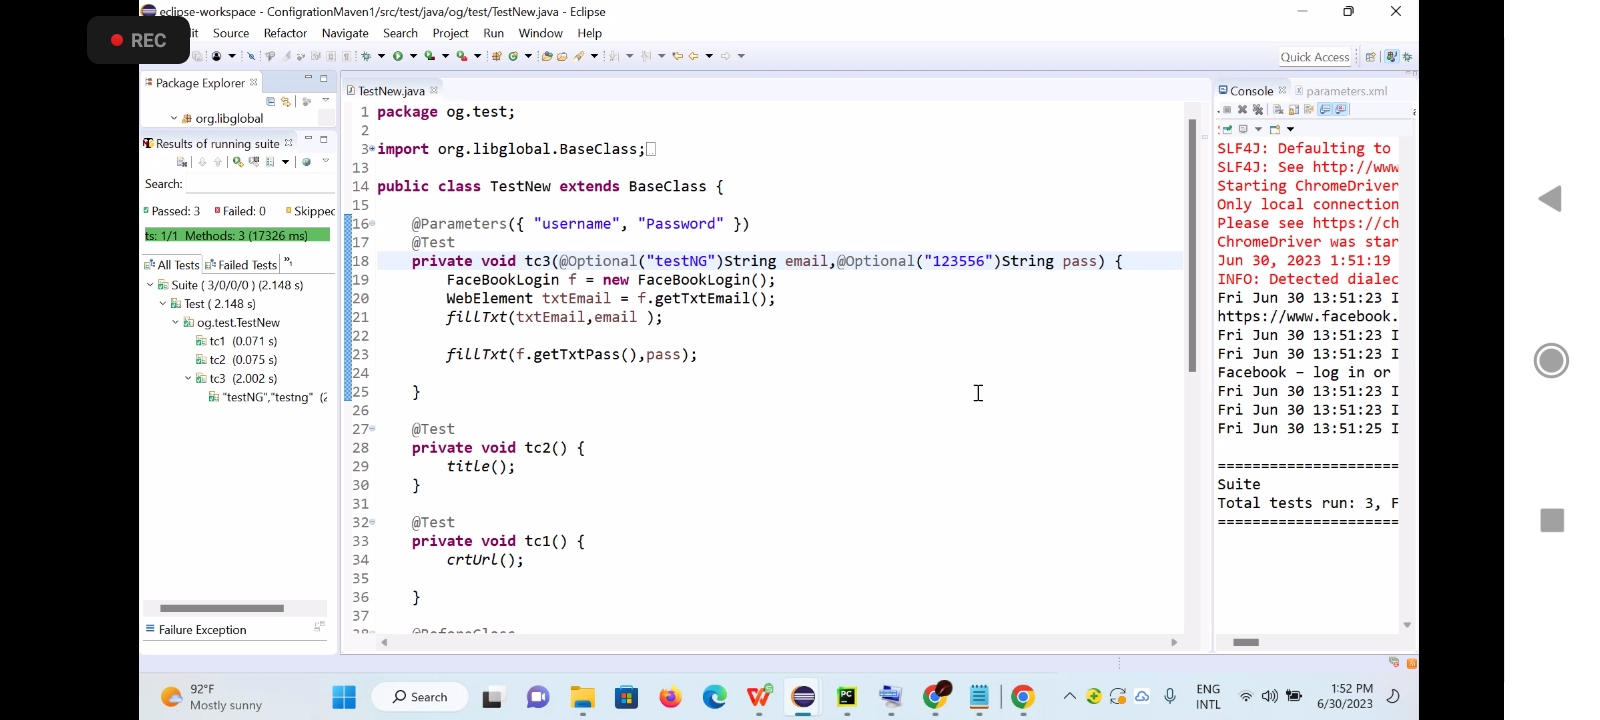 eclipse-workspace - ConfigrationMaven1/src/test/java/og/test/TestNew.java - Eclipse
REC
it Source Refactor Navigate Search Project Run Window Help
Quick Access
Package Explorer
org.libglobal
Results of running suite
Search:
Passed: 3 Failed: 0 Skipped
ts: 1/1 Methods: 3 (17326 ms)
All Tests Failed Tests »1
Suite ( 3/0/0/0 ) (2.148 s)
Test ( 2.148 s)
og.test.TestNew
tc1 (0.071 s)
tc2 (0.075 s)
tc3 (2.002 s)
"testNG","testng" (2
Failure Exception
TestNew.java
1 package og.test;
2
3 import org.libglobal.BaseClass;
13
14 public class TestNew extends BaseClass {
15
16 @Parameters({ "username", "Password" })
17 @Test
18 private void tc3(@Optional("testNG")String email,@Optional("123556")String pass) {
19 FaceBookLogin f = new FaceBookLogin();
20 WebElement txtEmail = f.getTxtEmail();
21 fillTxt(txtEmail,email );
22
23 fillTxt(f.getTxtPass(),pass);
24
25 }
26
27 @Test
28 private void tc2() {
29 title();
30 }
31
32 @Test
33 private void tc1() {
34 crtUrl();
35
36 }
37
38 @BeforeClass
Console parameters.xml
SLF4J: Defaulting to
SLF4J: See http://www
Starting ChromeDriver
Only local connection
Please see https://ch
ChromeDriver was star
Jun 30, 2023 1:51:19
INFO: Detected dialec
Fri Jun 30 13:51:23 I
https://www.facebook.
Fri Jun 30 13:51:23 I
Fri Jun 30 13:51:23 I
Facebook – log in or
Fri Jun 30 13:51:23 I
Fri Jun 30 13:51:23 I
Fri Jun 30 13:51:25 I
=====================
Suite
Total tests run: 3, F
=====================
92°F
Mostly sunny
Search
ENG
INTL
1:52 PM
6/30/2023